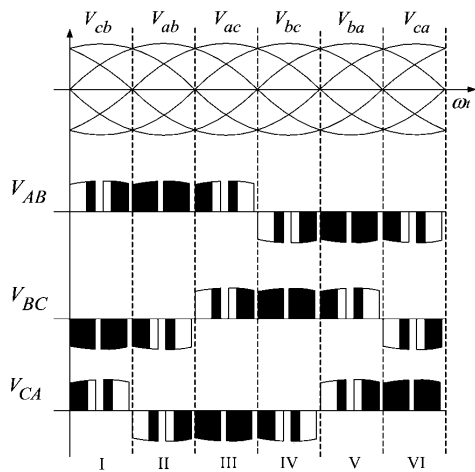 V_cb V_ab V_ac V_bc V_ba V_ca
ωt
V_AB
V_BC
V_CA
I II III IV V VI